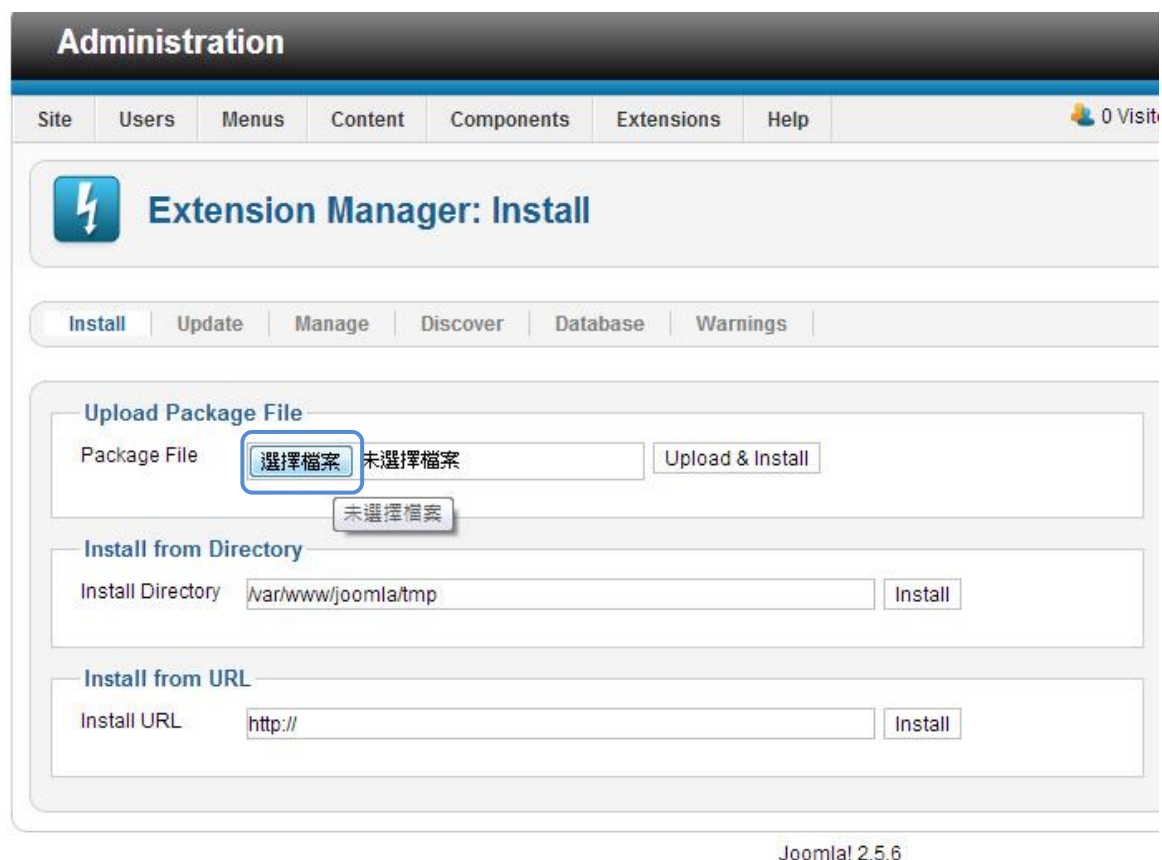 Administration
Site Users Menus Content Components Extensions Help 0 Visite
Extension Manager: Install
Install Update Manage Discover Database Warnings
Upload Package File
Package File 選擇檔案 未選擇檔案 Upload & Install
未選擇檔案
Install from Directory
Install Directory /var/www/joomla/tmp Install
Install from URL
Install URL http:// Install
Joomla! 2.5.6